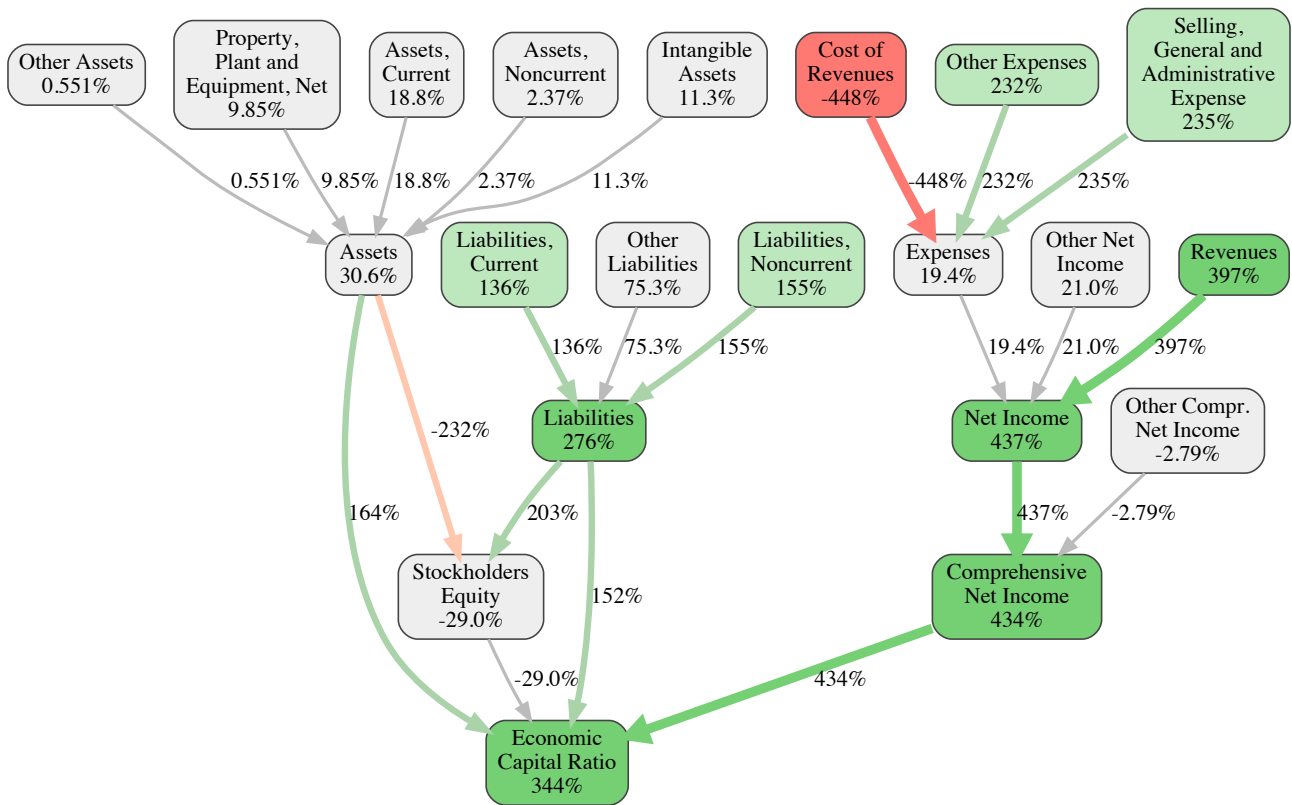 Other Assets
0.551%
Property,
Plant and
Equipment, Net
9.85%
Assets,
Current
18.8%
Assets,
Noncurrent
2.37%
Intangible
Assets
11.3%
Cost of
Revenues
-448%
Other Expenses
232%
Selling,
General and
Administrative
Expense
235%
0.551%
9.85%
18.8%
2.37%
11.3%
-448%
232%
235%
Assets
30.6%
Liabilities,
Current
136%
Other
Liabilities
75.3%
Liabilities,
Noncurrent
155%
Expenses
19.4%
Other Net
Income
21.0%
Revenues
397%
136%
75.3%
155%
19.4%
21.0%
397%
Liabilities
276%
Net Income
437%
Other Compr.
Net Income
-2.79%
-232%
164%
203%
152%
437%
-2.79%
Stockholders
Equity
-29.0%
Comprehensive
Net Income
434%
-29.0%
434%
Economic
Capital Ratio
344%